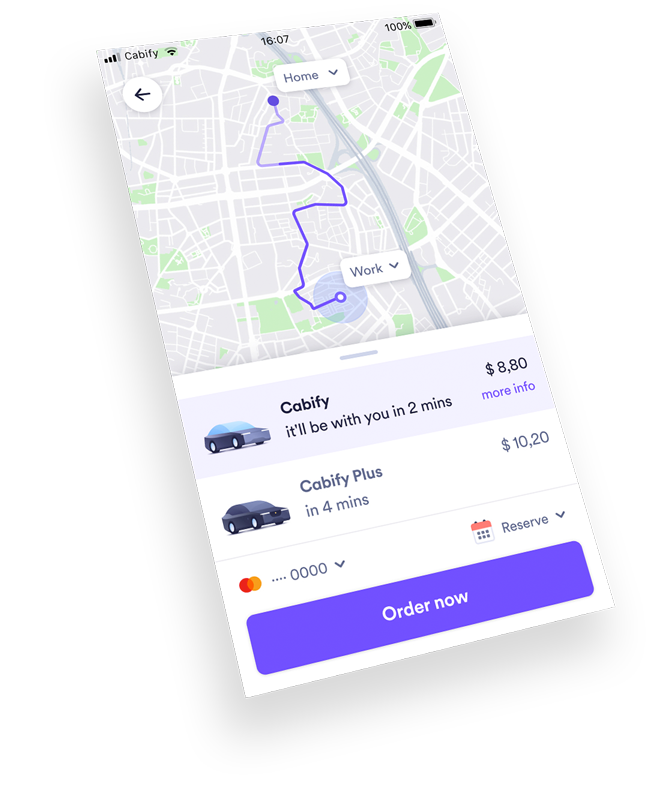 Cabify
16:07
100%
Home
Work
Cabify
$ 8,80
it'll be with you in 2 mins
more info
Cabify Plus
$ 10,20
in 4 mins
Reserve
···· 0000
Order now